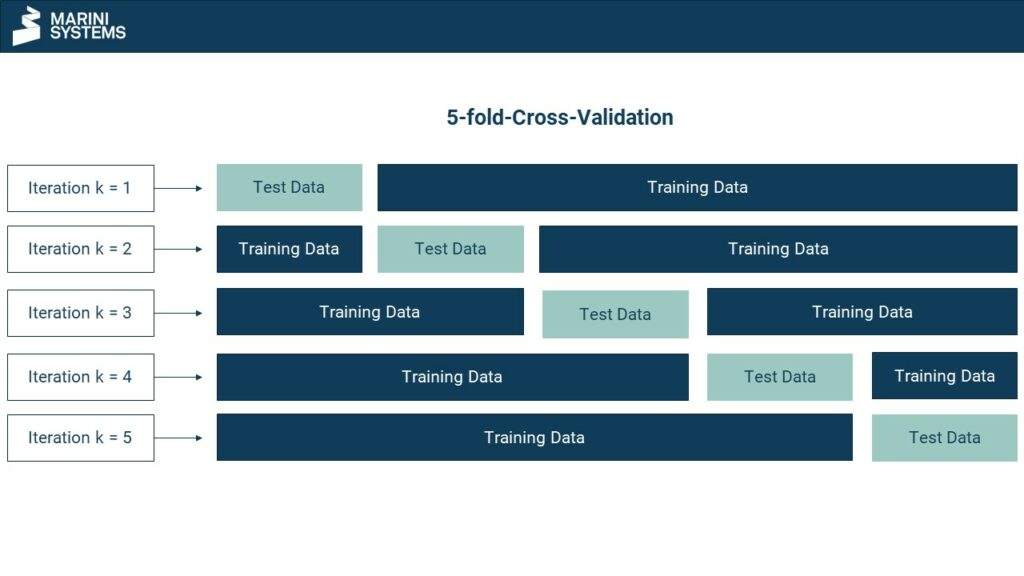 MARINI
SYSTEMS
5-fold-Cross-Validation
Iteration k = 1
Test Data
Training Data
Iteration k = 2
Training Data
Test Data
Training Data
Iteration k = 3
Training Data
Test Data
Training Data
Iteration k = 4
Training Data
Test Data
Training Data
Iteration k = 5
Training Data
Test Data